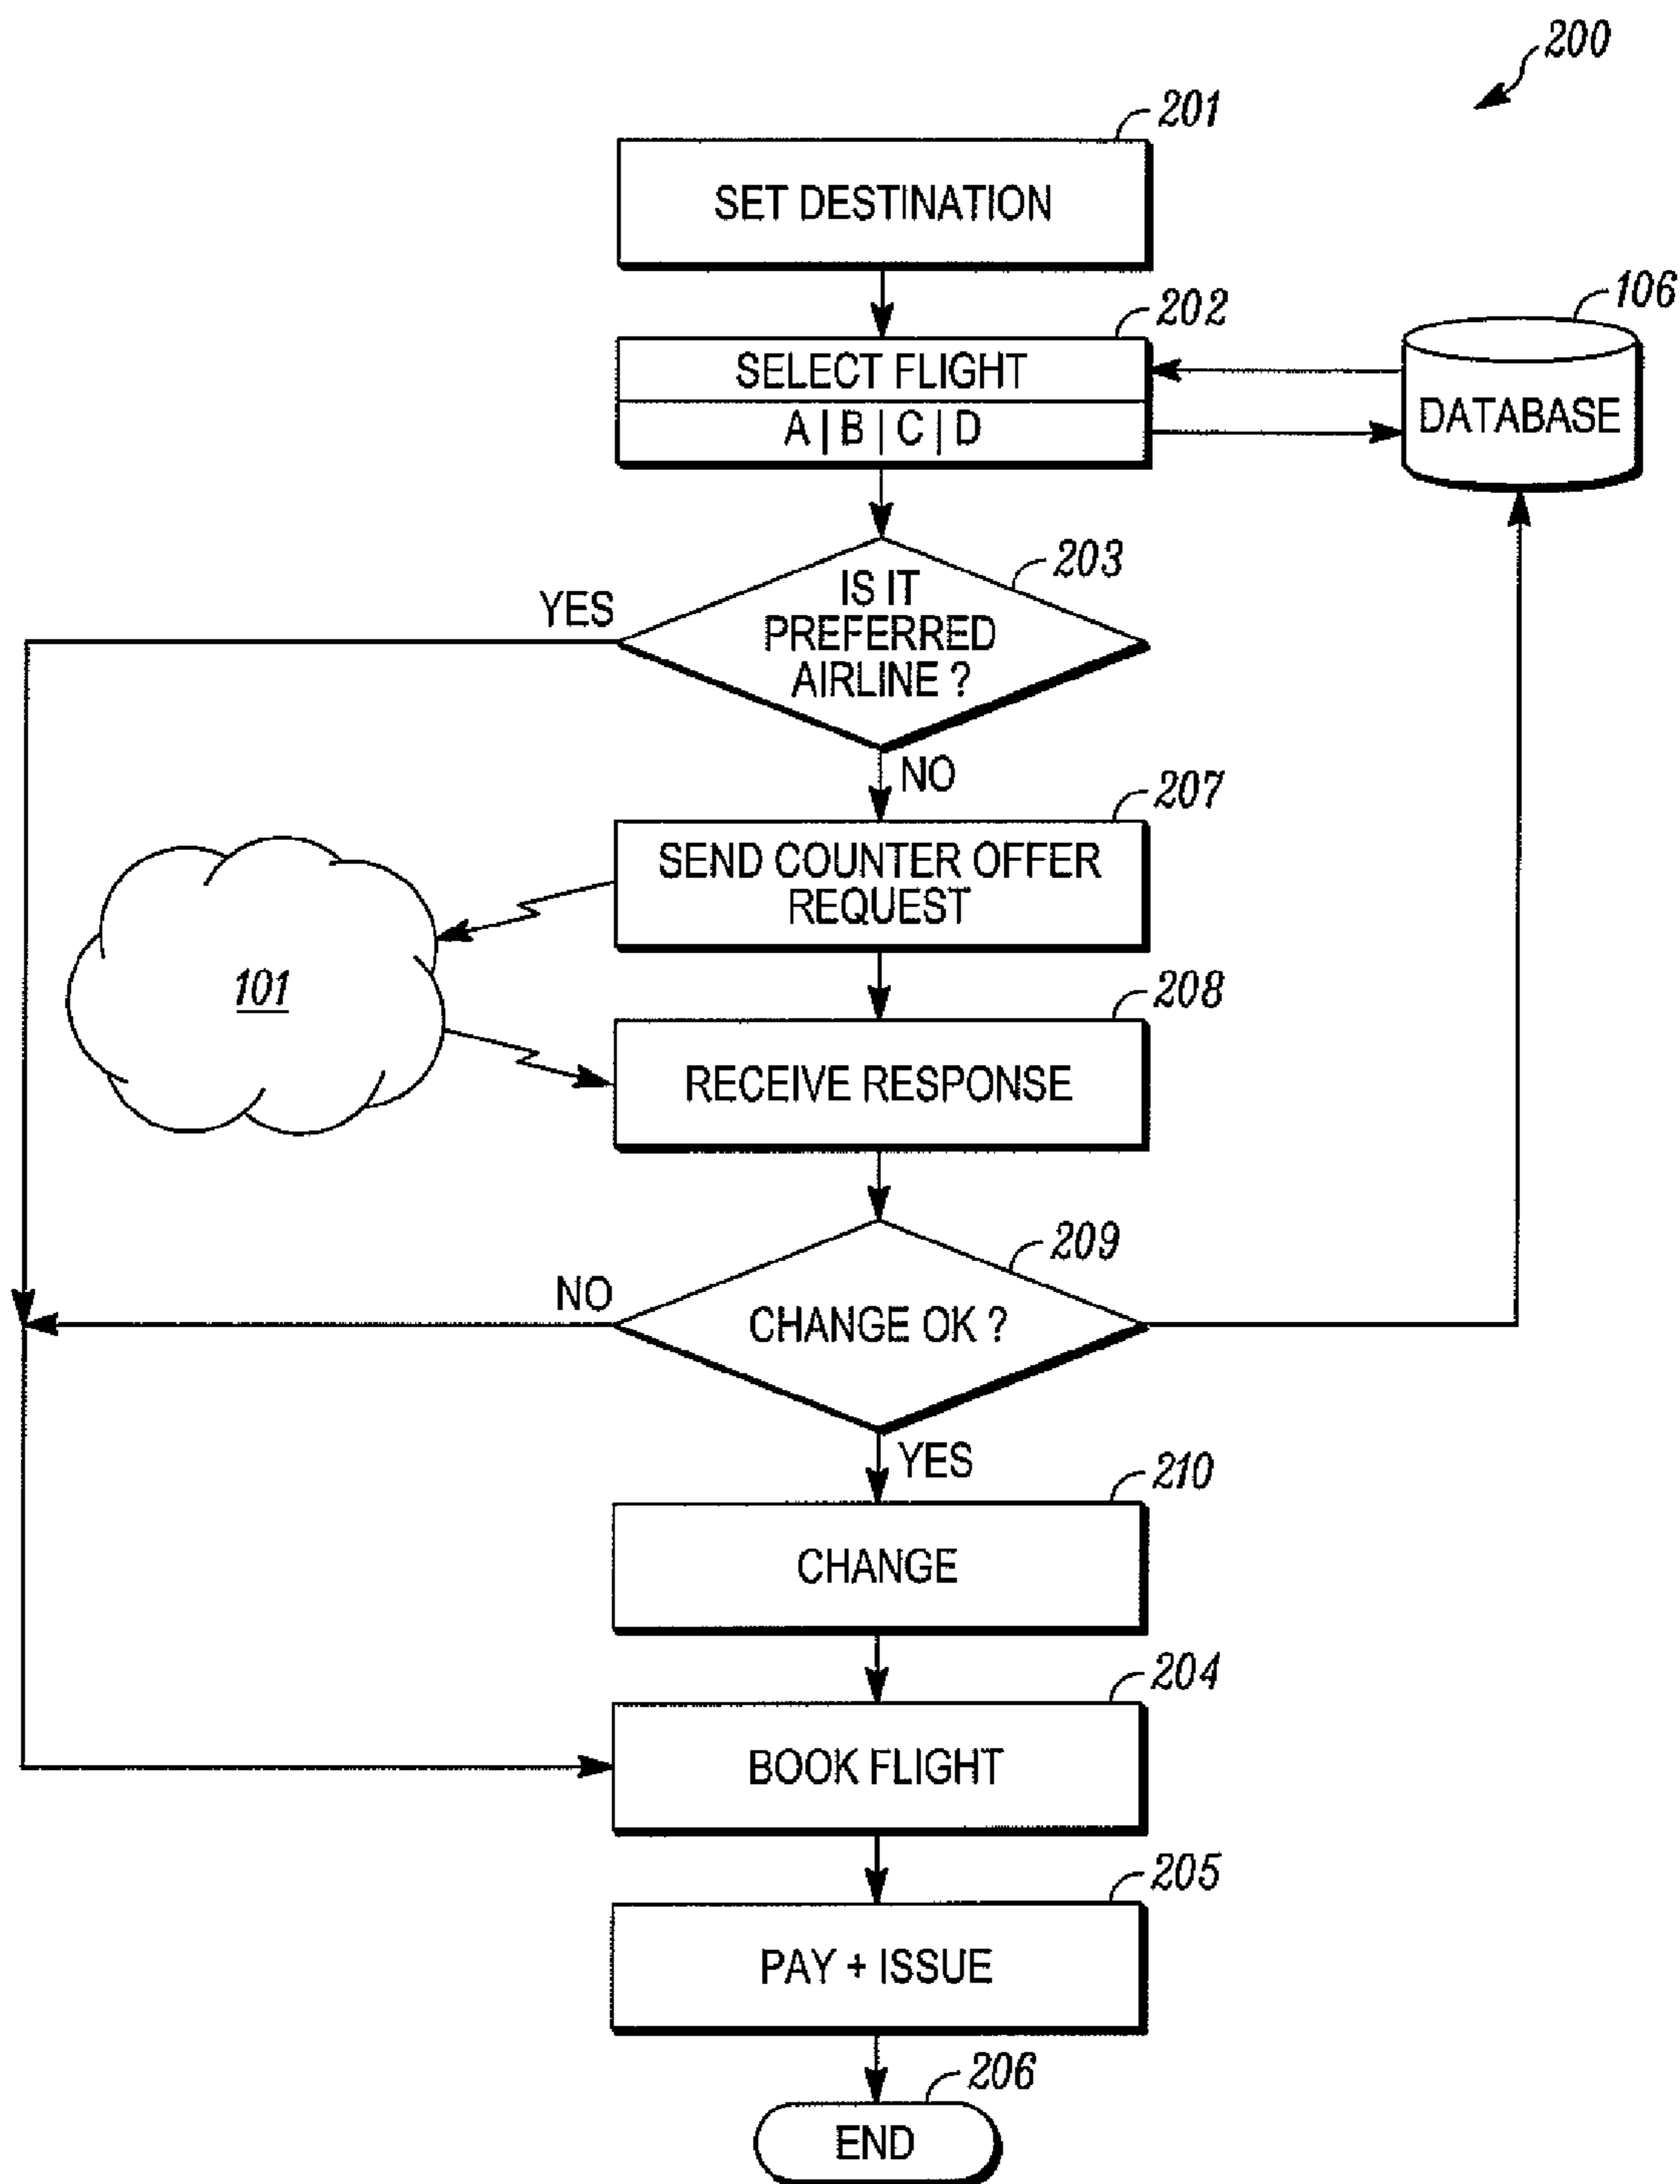 200
201
SET DESTINATION
202
SELECT FLIGHT
A | B | C | D
106
DATABASE
203
IS IT
PREFERRED
AIRLINE ?
YES
NO
207
SEND COUNTER OFFER
REQUEST
101
208
RECEIVE RESPONSE
209
CHANGE OK ?
NO
YES
210
CHANGE
204
BOOK FLIGHT
205
PAY + ISSUE
206
END